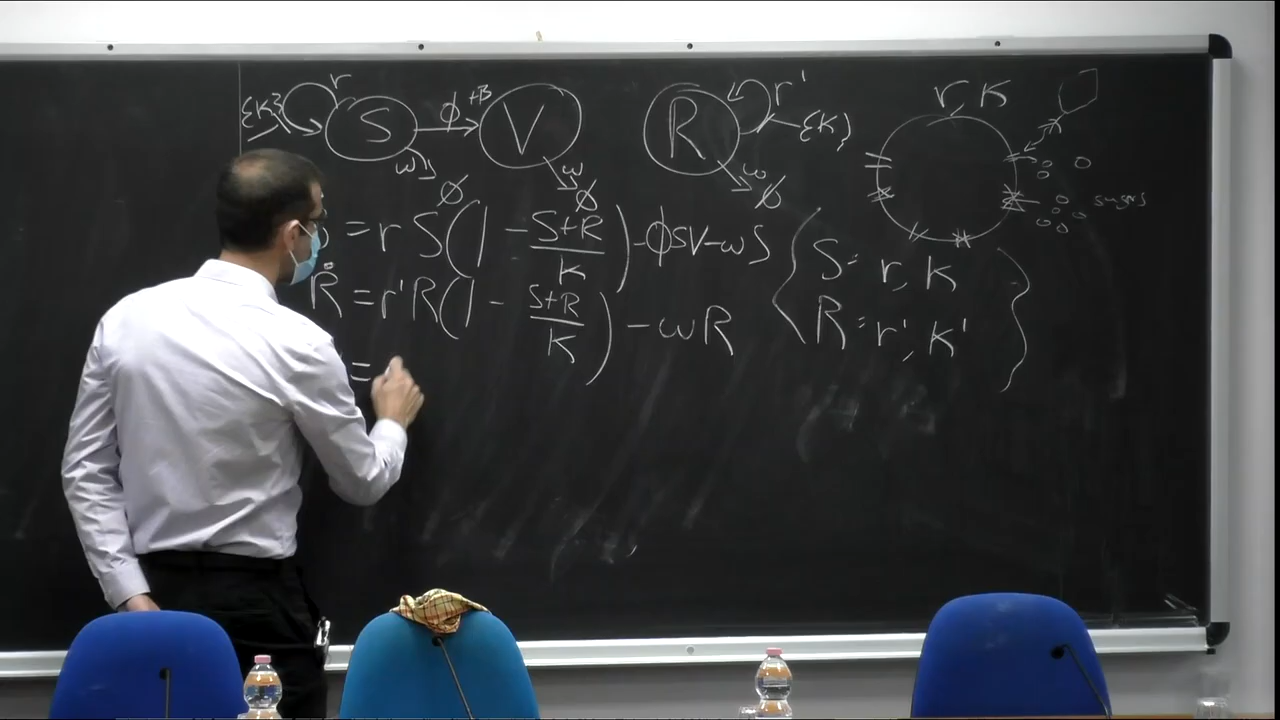 r r, K
{K} S ϕ +B V R r' {K}
ω ∅ ω ∅ ω ∅
sugars
= r S(1 - S+R/K) - ϕSV - ωS
Ṙ = r'R(1 - S+R/K) - ωR
=
{S: r, K
R: r', K'}